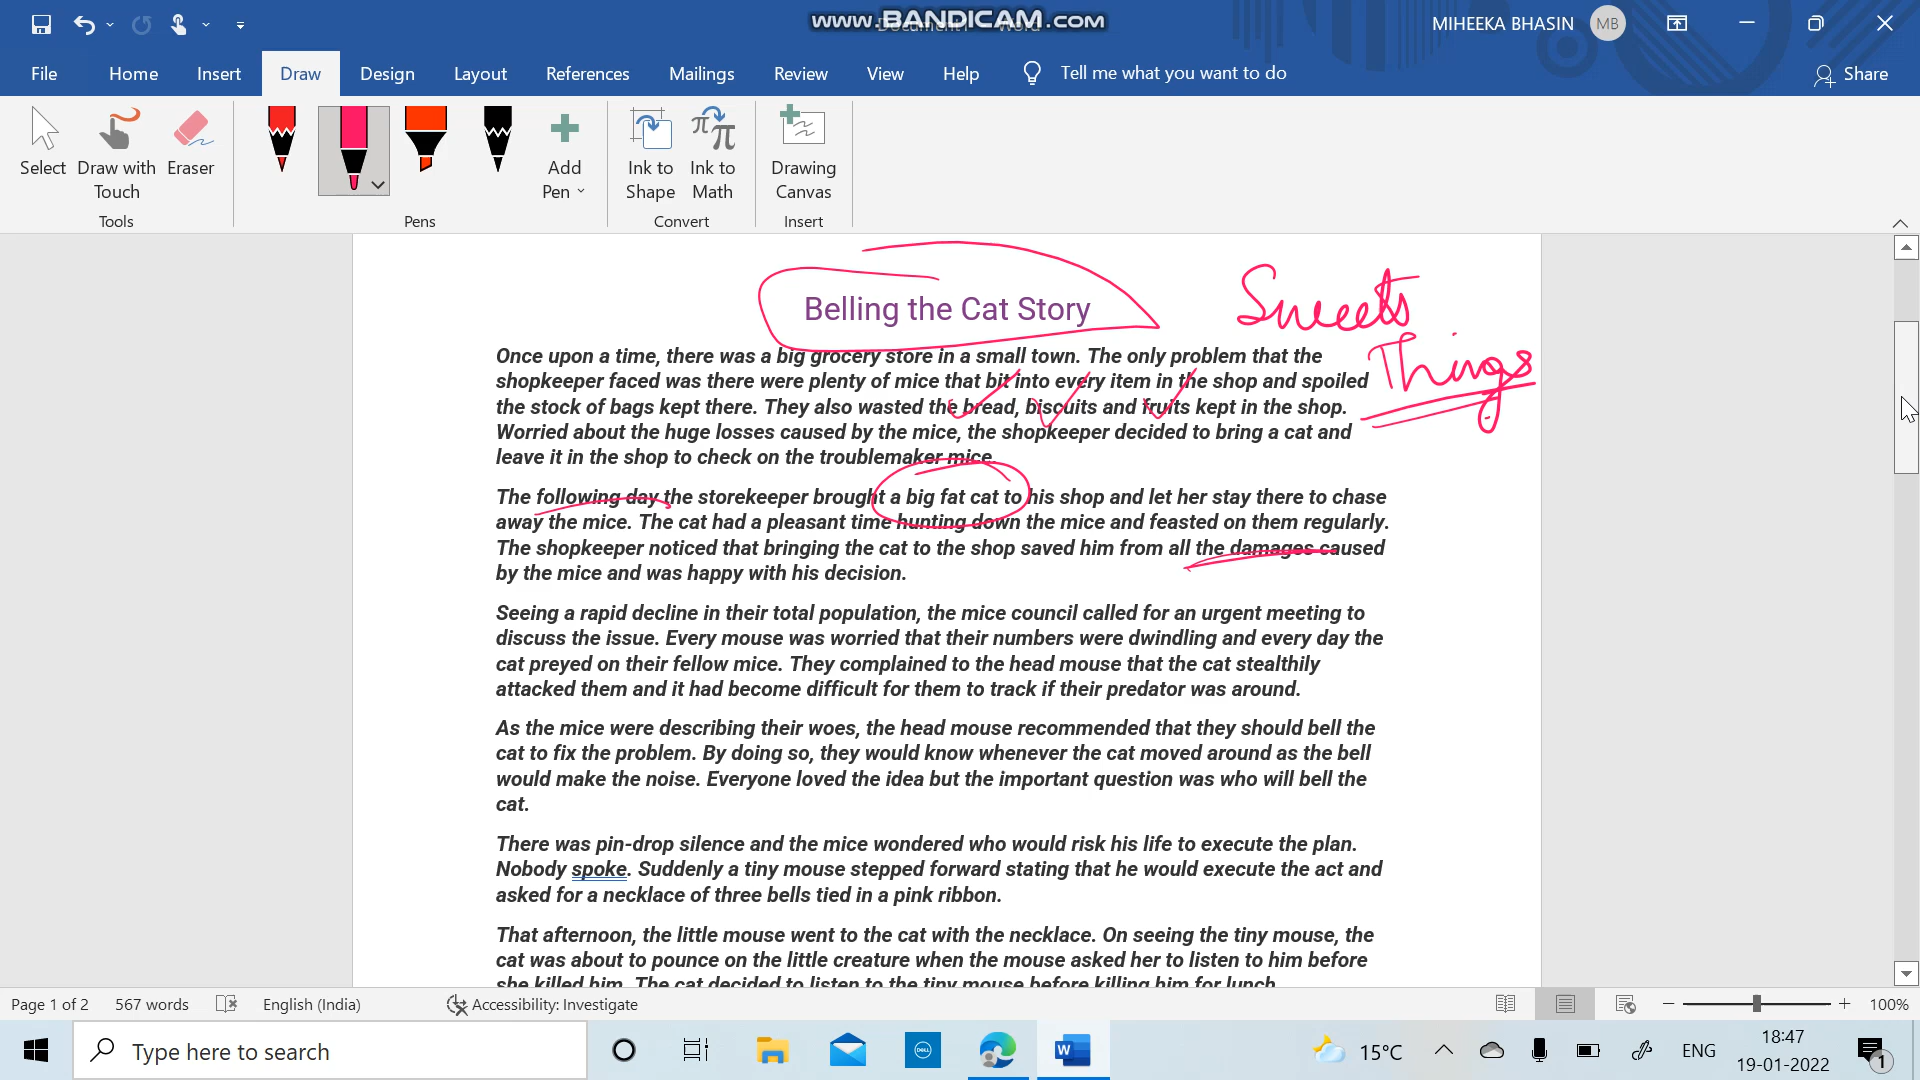 www.BANDICAM.com
MIHEEKA BHASIN MB
File Home Insert Draw Design Layout References Mailings Review View Help Tell me what you want to do Share
Select Draw with Touch Eraser Add Pen Ink to Shape Ink to Math Drawing Canvas
Tools Pens Convert Insert
Sweets
Things
Belling the Cat Story
Once upon a time, there was a big grocery store in a small town. The only problem that the
shopkeeper faced was there were plenty of mice that bit into every item in the shop and spoiled
the stock of bags kept there. They also wasted the bread, biscuits and fruits kept in the shop.
Worried about the huge losses caused by the mice, the shopkeeper decided to bring a cat and
leave it in the shop to check on the troublemaker mice.
The following day the storekeeper brought a big fat cat to his shop and let her stay there to chase
away the mice. The cat had a pleasant time hunting down the mice and feasted on them regularly.
The shopkeeper noticed that bringing the cat to the shop saved him from all the damages caused
by the mice and was happy with his decision.
Seeing a rapid decline in their total population, the mice council called for an urgent meeting to
discuss the issue. Every mouse was worried that their numbers were dwindling and every day the
cat preyed on their fellow mice. They complained to the head mouse that the cat stealthily
attacked them and it had become difficult for them to track if their predator was around.
As the mice were describing their woes, the head mouse recommended that they should bell the
cat to fix the problem. By doing so, they would know whenever the cat moved around as the bell
would make the noise. Everyone loved the idea but the important question was who will bell the
cat.
There was pin-drop silence and the mice wondered who would risk his life to execute the plan.
Nobody spoke. Suddenly a tiny mouse stepped forward stating that he would execute the act and
asked for a necklace of three bells tied in a pink ribbon.
That afternoon, the little mouse went to the cat with the necklace. On seeing the tiny mouse, the
cat was about to pounce on the little creature when the mouse asked her to listen to him before
she killed him. The cat decided to listen to the tiny mouse before killing him for lunch.
Page 1 of 2 567 words English (India) Accessibility: Investigate 100%
Type here to search DELL 15°C ENG 18:47 1
19-01-2022